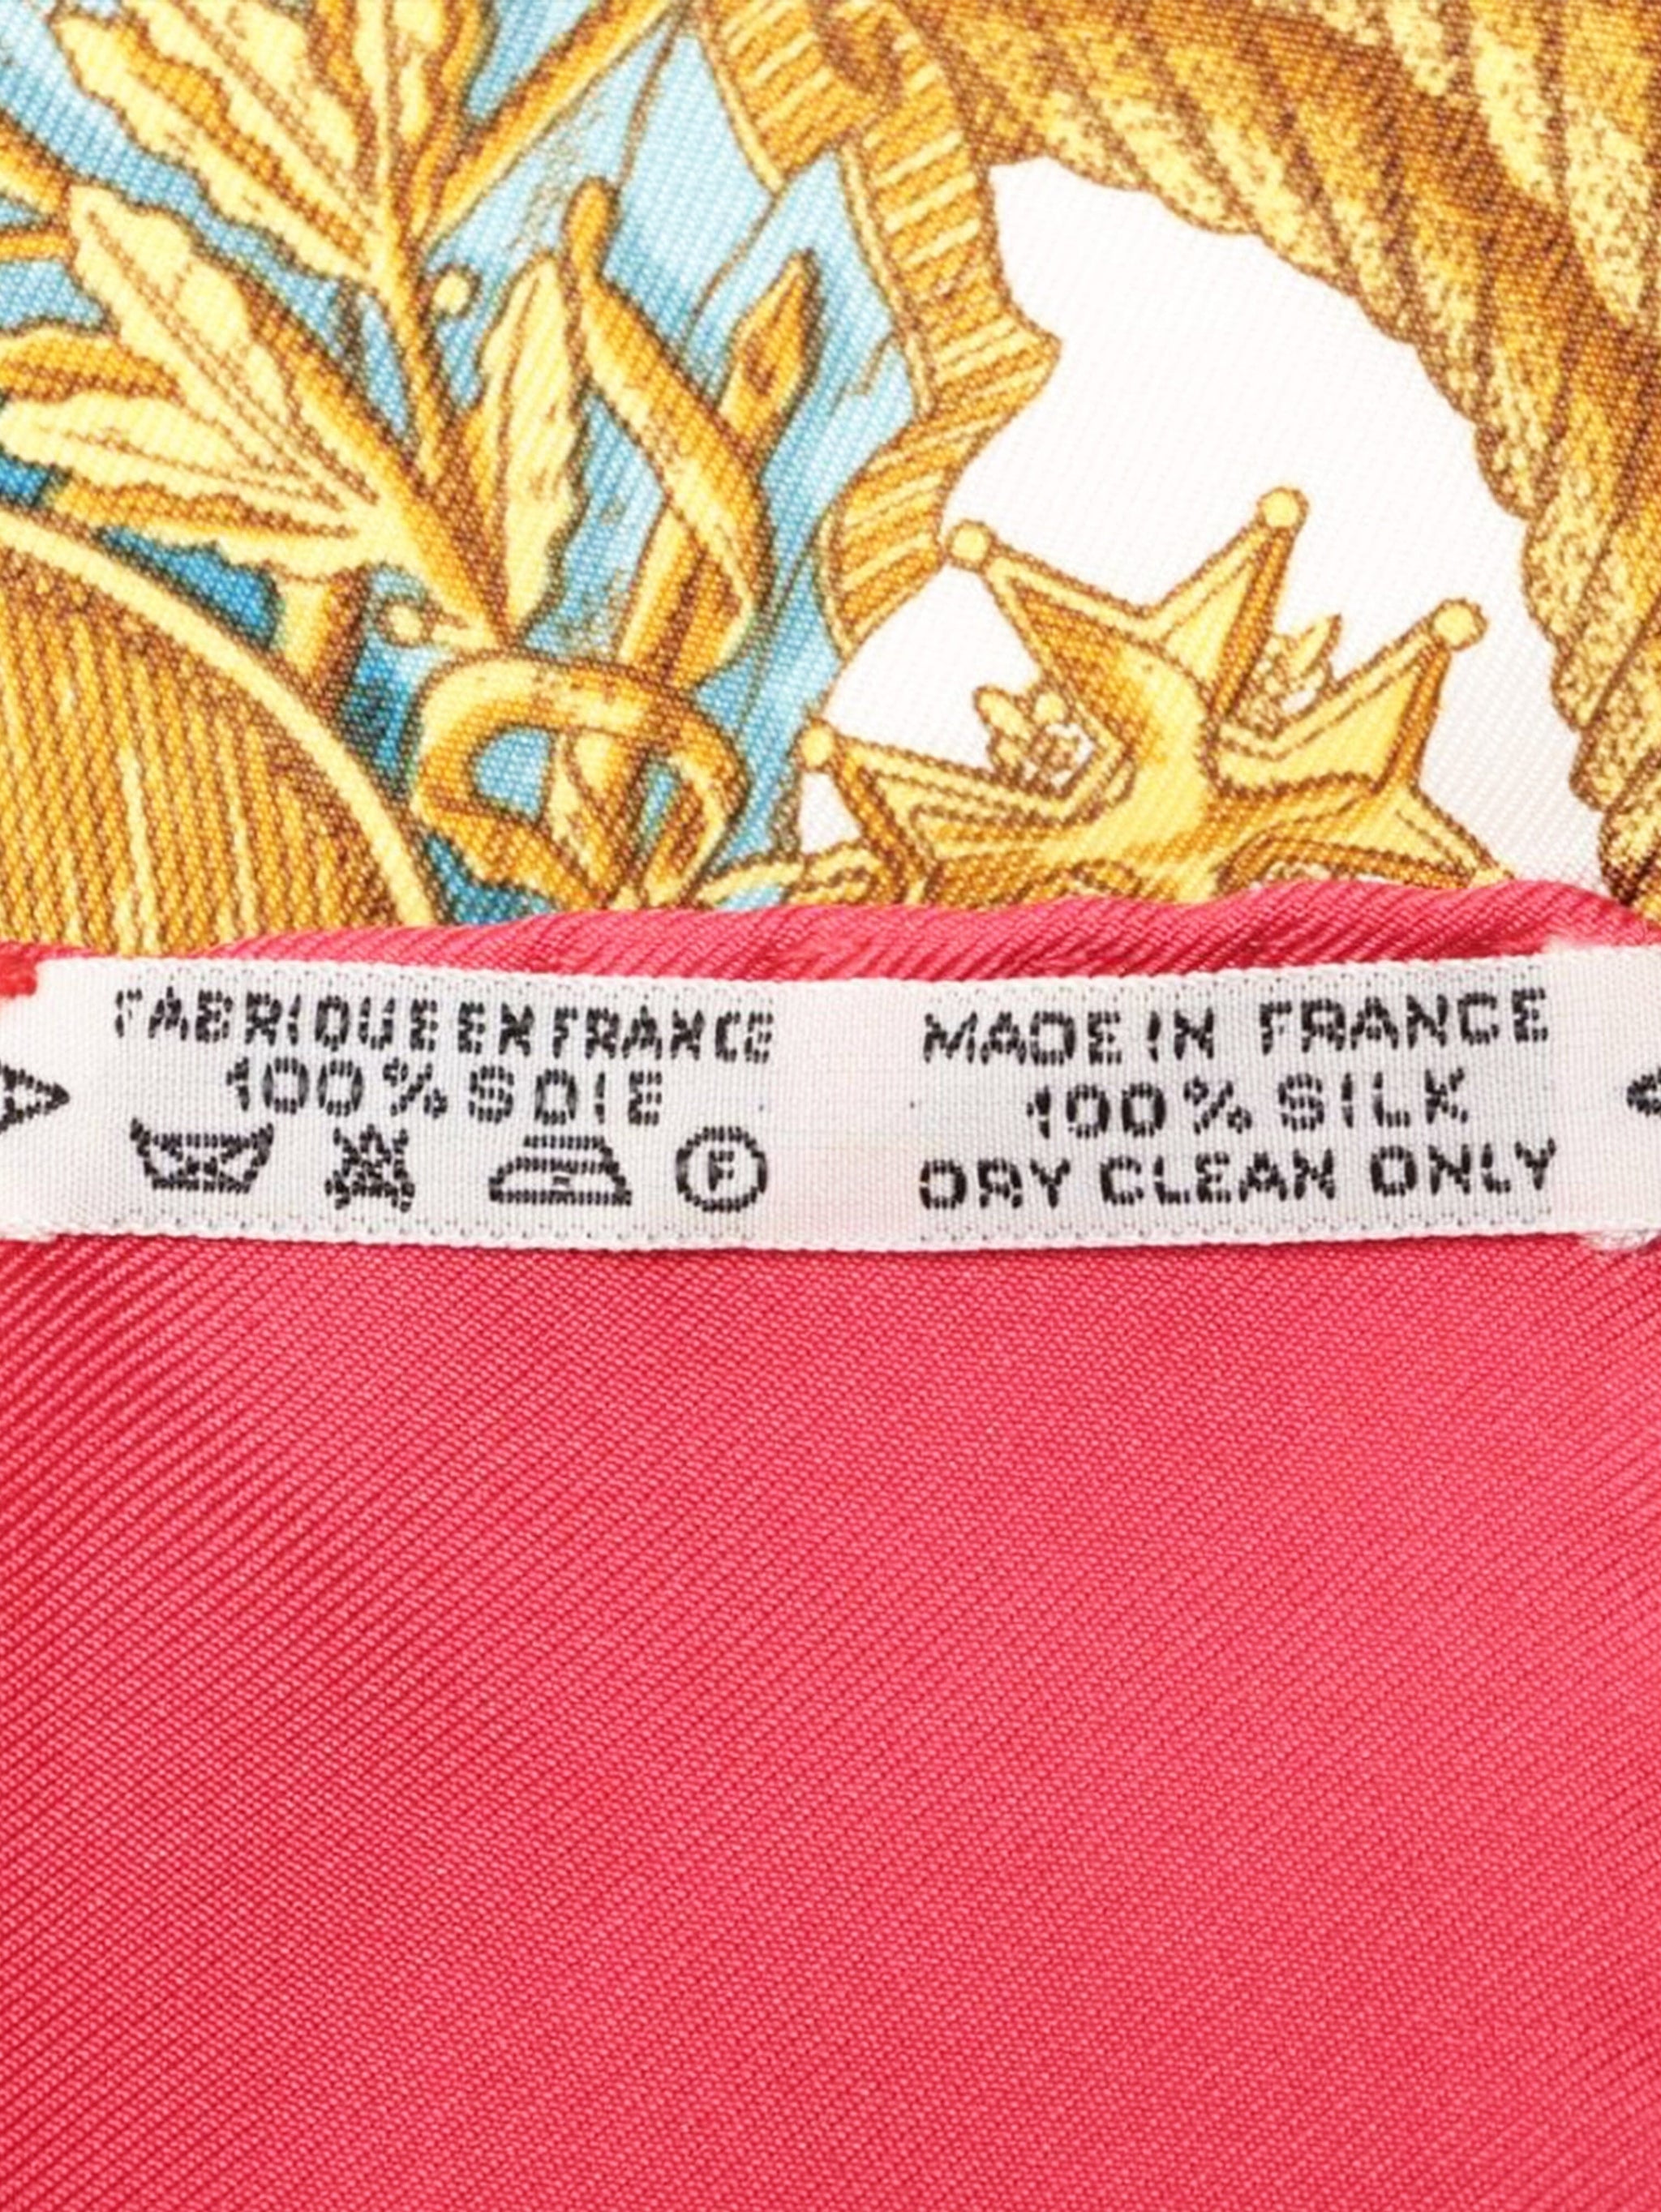 FABRIQUE EN FRANCE
100% SOIE
F
MADE IN FRANCE
100% SILK
DRY CLEAN ONLY